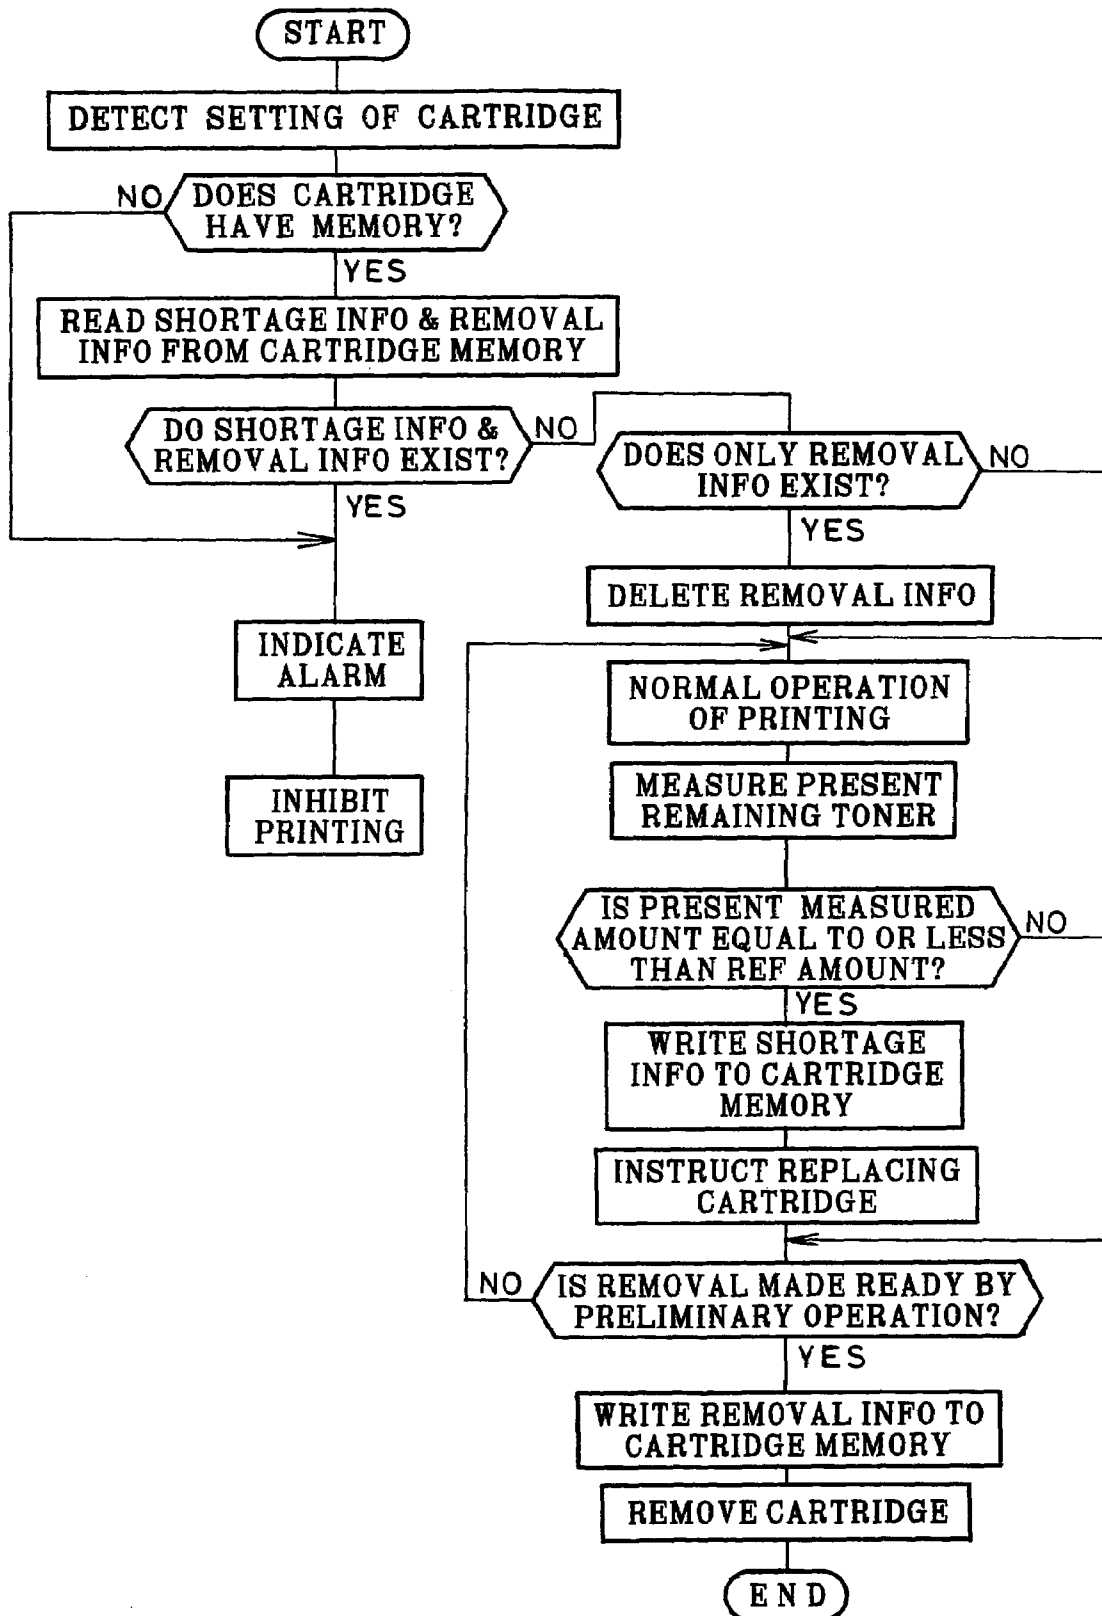 START
DETECT SETTING OF CARTRIDGE
NO
DOES CARTRIDGE
HAVE MEMORY?
YES
READ SHORTAGE INFO & REMOVAL
INFO FROM CARTRIDGE MEMORY
DO SHORTAGE INFO &
REMOVAL INFO EXIST?
NO
YES
DOES ONLY REMOVAL
INFO EXIST?
NO
YES
DELETE REMOVAL INFO
INDICATE
ALARM
INHIBIT
PRINTING
NORMAL OPERATION
OF PRINTING
MEASURE PRESENT
REMAINING TONER
IS PRESENT MEASURED
AMOUNT EQUAL TO OR LESS
THAN REF AMOUNT?
NO
YES
WRITE SHORTAGE
INFO TO CARTRIDGE
MEMORY
INSTRUCT REPLACING
CARTRIDGE
NO
IS REMOVAL MADE READY BY
PRELIMINARY OPERATION?
YES
WRITE REMOVAL INFO TO
CARTRIDGE MEMORY
REMOVE CARTRIDGE
END